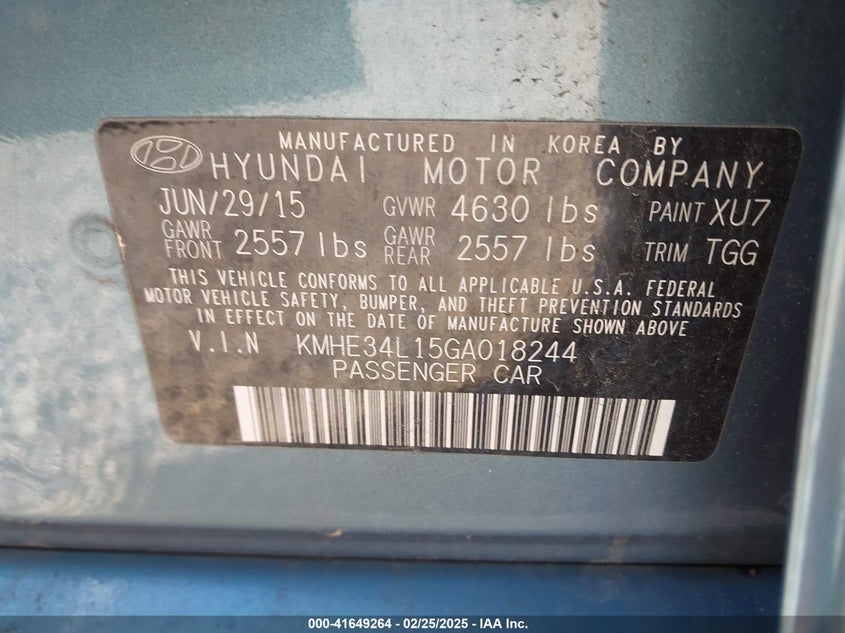 MANUFACTURED IN KOREA BY
HYUNDAI MOTOR COMPANY
JUN/29/15 GVWR 4630 lbs PAINT XU7
GAWR FRONT 2557 lbs GAWR REAR 2557 lbs TRIM TGG
THIS VEHICLE CONFORMS TO ALL APPLICABLE U.S.A. FEDERAL
MOTOR VEHICLE SAFETY, BUMPER, AND THEFT PREVENTION STANDARDS
IN EFFECT ON THE DATE OF MANUFACTURE SHOWN ABOVE
V.I.N KMHE34L15GA018244
PASSENGER CAR
000-41649264 - 02/25/2025 - IAA Inc.